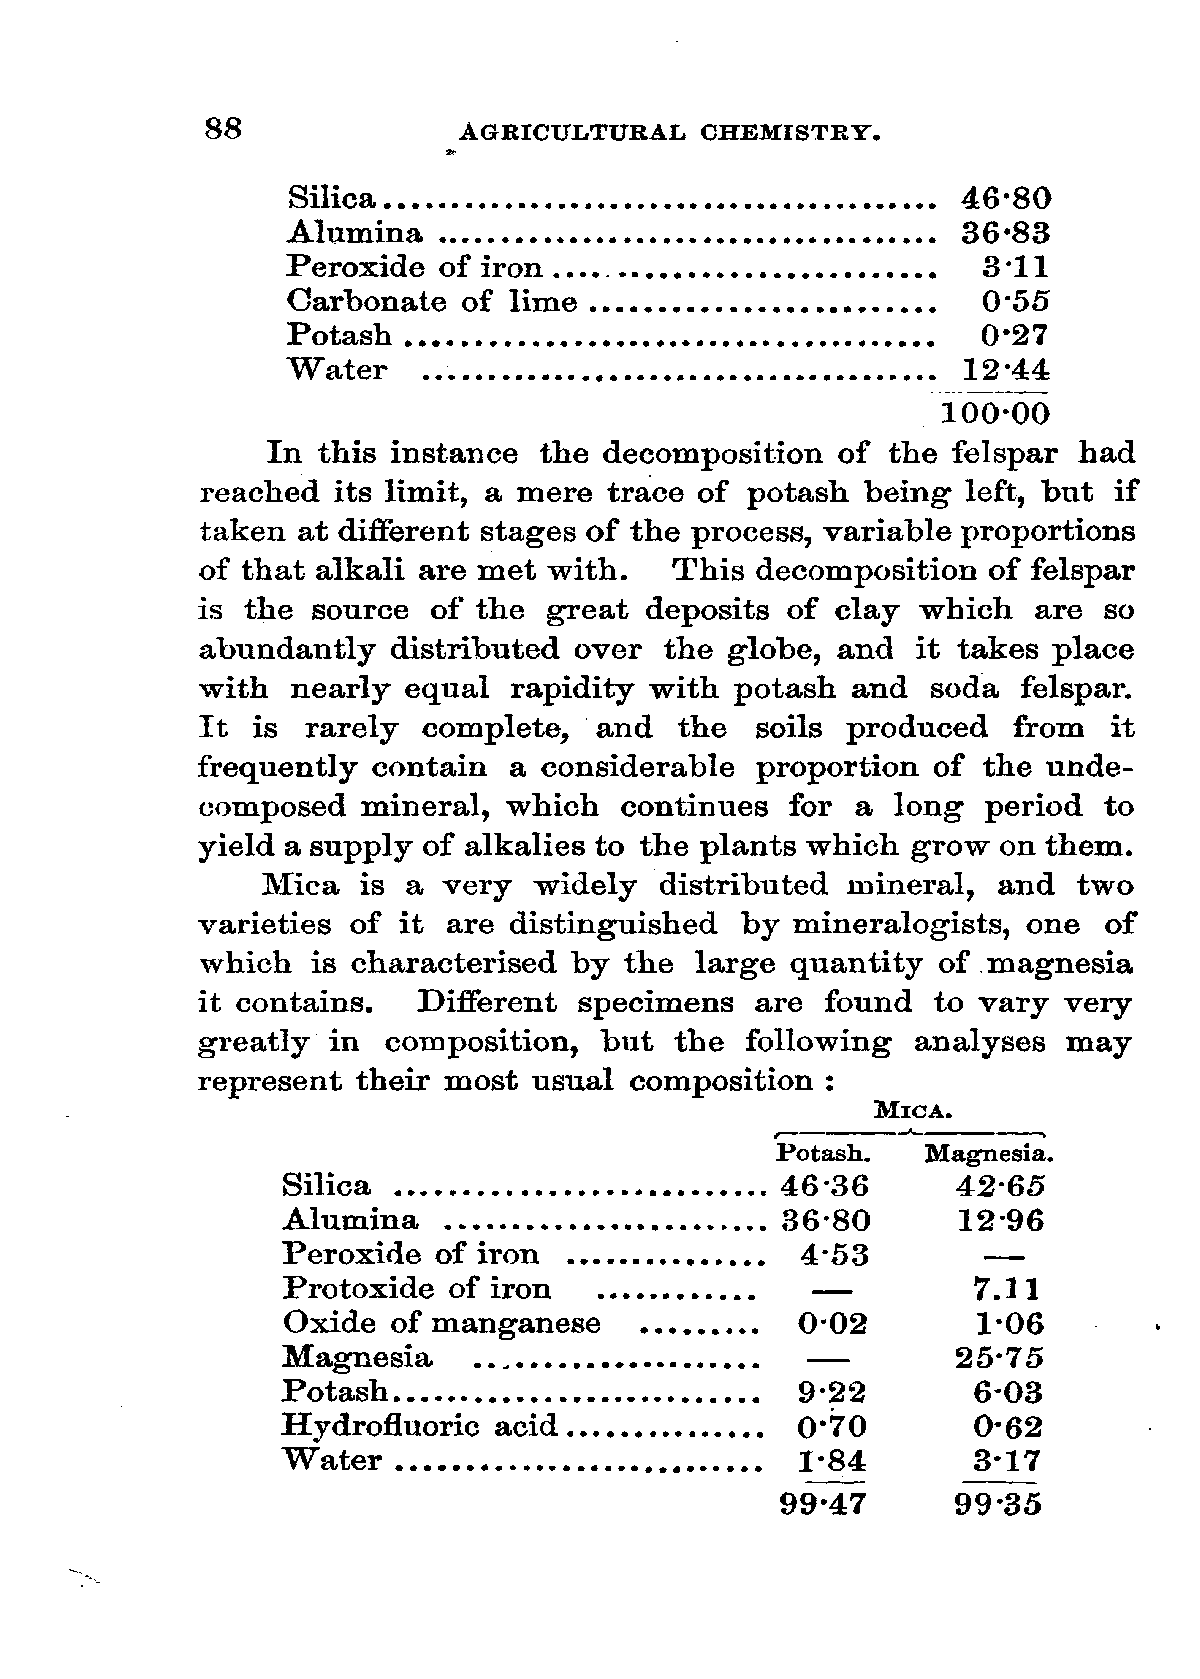 88 AGRICULTURAL CHEMISTRY.
Silica........................................ 46·80
Alumina ..................................... 36·83
Peroxide of iron ............................. 3·11
Carbonate of lime .......................... 0·55
Potash ....................................... 0·27
Water ...................................... 12·44
100·00
In this instance the decomposition of the felspar had
reached its limit, a mere trace of potash being left, but if
taken at different stages of the process, variable proportions
of that alkali are met with. This decomposition of felspar
is the source of the great deposits of clay which are so
abundantly distributed over the globe, and it takes place
with nearly equal rapidity with potash and soda felspar.
It is rarely complete, and the soils produced from it
frequently contain a considerable proportion of the unde-
composed mineral, which continues for a long period to
yield a supply of alkalies to the plants which grow on them.
Mica is a very widely distributed mineral, and two
varieties of it are distinguished by mineralogists, one of
which is characterised by the large quantity of magnesia
it contains. Different specimens are found to vary very
greatly in composition, but the following analyses may
represent their most usual composition :
MICA.
Potash. Magnesia.
Silica ............................ 46·36 42·65
Alumina ........................ 36·80 12·96
Peroxide of iron ............... 4·53 —
Protoxide of iron ............ — 7.11
Oxide of manganese ......... 0·02 1·06
Magnesia ..................... — 25·75
Potash........................... 9·22 6·03
Hydrofluoric acid............... 0·70 0·62
Water ........................... 1·84 3·17
99·47 99·35